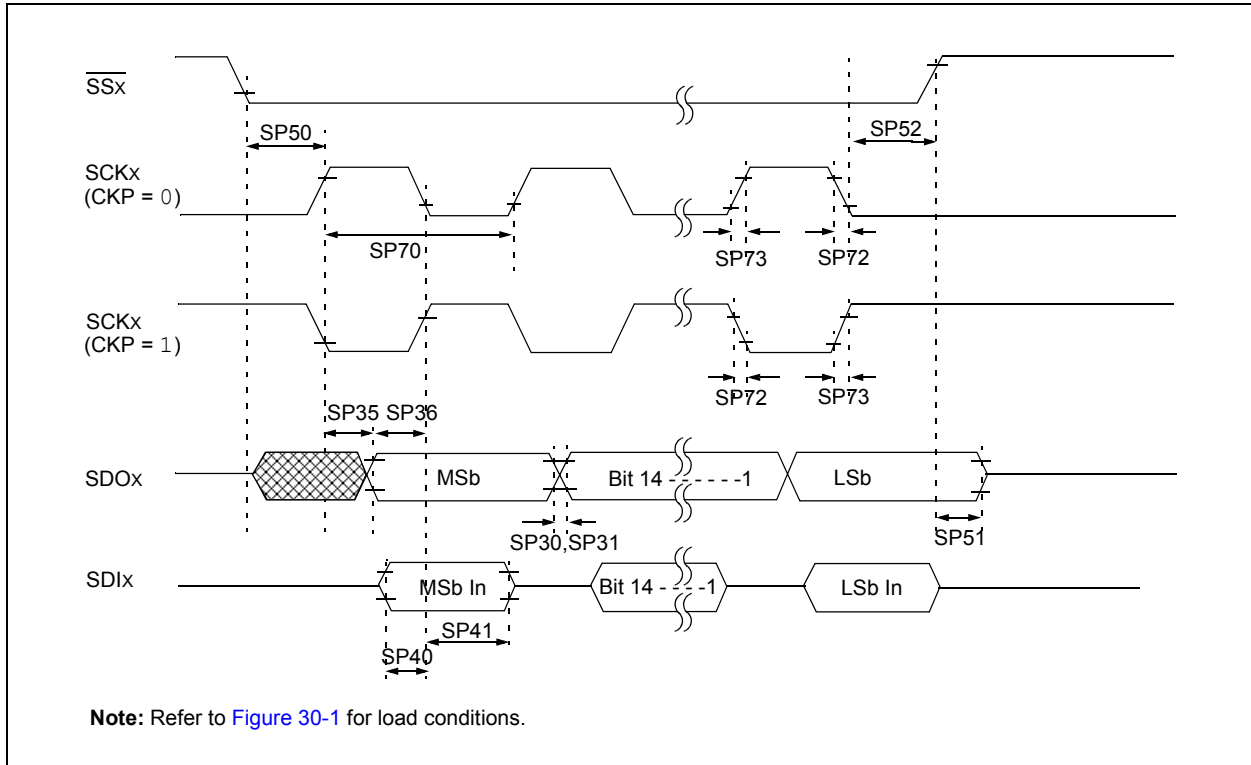 SSx
SP50
SP52
SCKx
(CKP = 0)
SP70
SP73
SP72
SCKx
(CKP = 1)
SP72
SP73
SP35
SP36
SDOx
MSb
Bit 14 - - - - - -1
LSb
SP30,SP31
SP51
SDIx
MSb In
Bit 14 - - - -1
LSb In
SP41
SP40
Note: Refer to Figure 30-1 for load conditions.